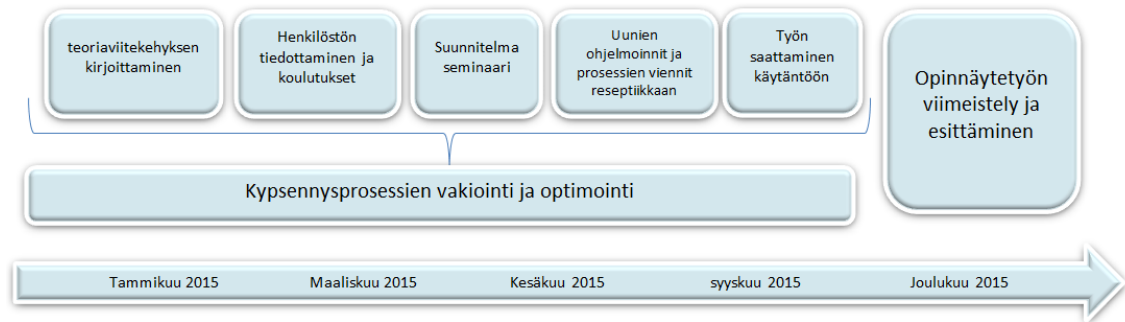 teoriaviitekehyksen
kirjoittaminen
Henkilöstön
tiedottaminen ja
koulutukset
Suunnitelma
seminaari
Uunien
ohjelmoinnit ja
prosessien viennit
reseptiikkaan
Työn
saattaminen
käytäntöön
Opinnäytetyön
viimeistely ja
esittäminen
Kypsennysprosessien vakiointi ja optimointi
Tammikuu 2015
Maaliskuu 2015
Kesäkuu 2015
syyskuu 2015
Joulukuu 2015